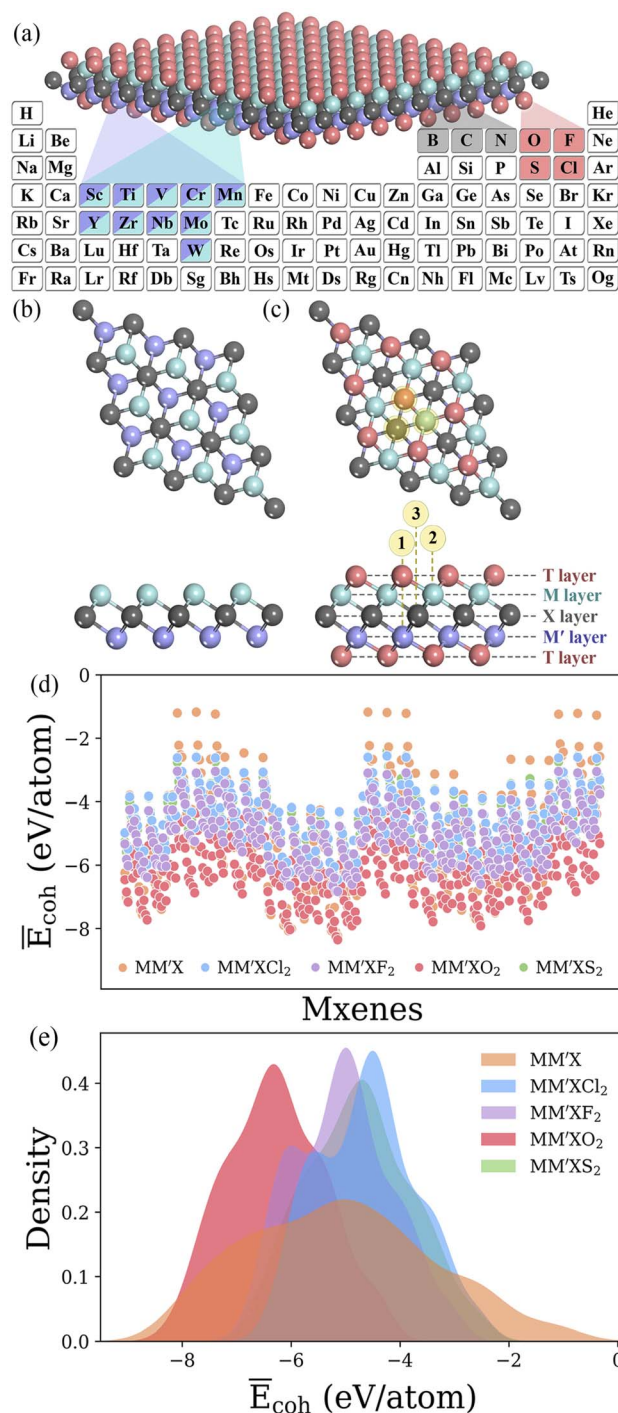 (a)
H He
Li Be B C N O F Ne
Na Mg Al Si P S Cl Ar
K Ca Sc Ti V Cr Mn Fe Co Ni Cu Zn Ga Ge As Se Br Kr
Rb Sr Y Zr Nb Mo Tc Ru Rh Pd Ag Cd In Sn Sb Te I Xe
Cs Ba Lu Hf Ta W Re Os Ir Pt Au Hg Tl Pb Bi Po At Rn
Fr Ra Lr Rf Db Sg Bh Hs Mt Ds Rg Cn Nh Fl Mc Lv Ts Og
(b) (c)
3
1 2
T layer
M layer
X layer
M′ layer
T layer
(d)
0
−2
−4
−6
−8
E̅coh (eV/atom)
MM′X MM′XCl₂ MM′XF₂ MM′XO₂ MM′XS₂
Mxenes
(e)
MM′X
MM′XCl₂
MM′XF₂
MM′XO₂
MM′XS₂
0.4
0.3
0.2
0.1
0.0
Density
−8 −6 −4 −2 0
E̅coh (eV/atom)